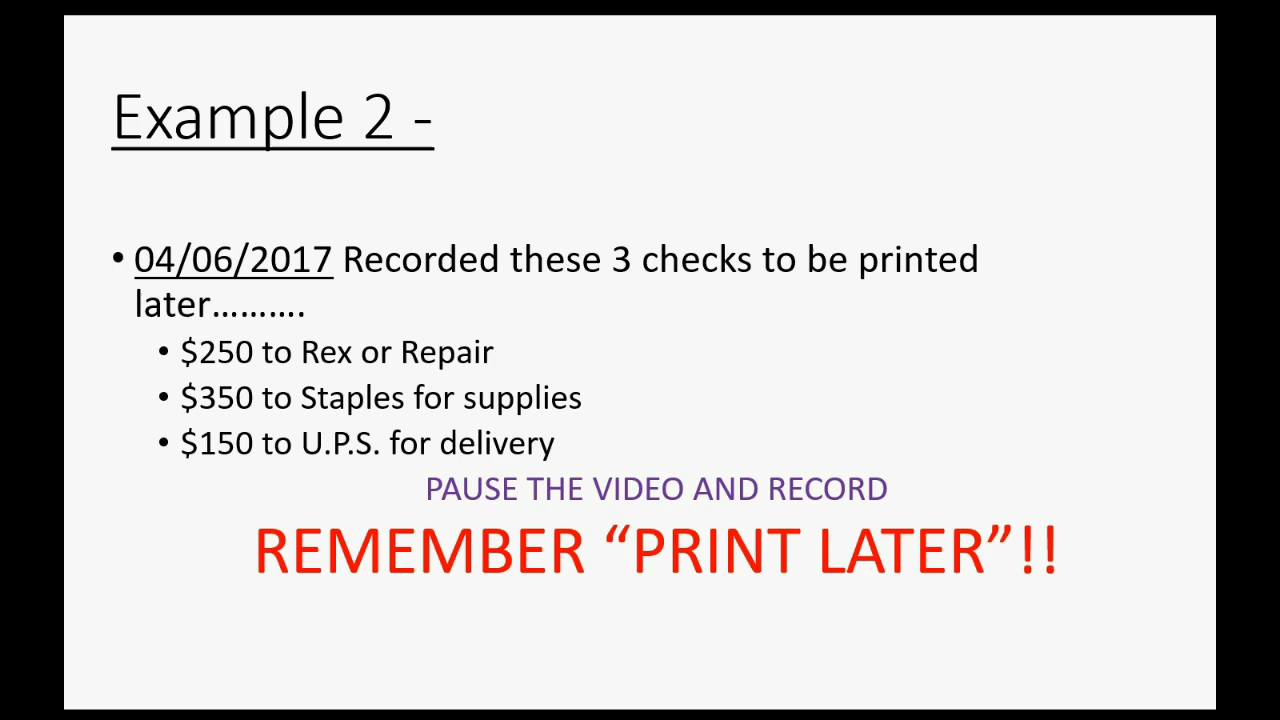 Example 2 -
• 04/06/2017 Recorded these 3 checks to be printed
later……….
• $250 to Rex or Repair
• $350 to Staples for supplies
• $150 to U.P.S. for delivery
PAUSE THE VIDEO AND RECORD
REMEMBER “PRINT LATER”!!